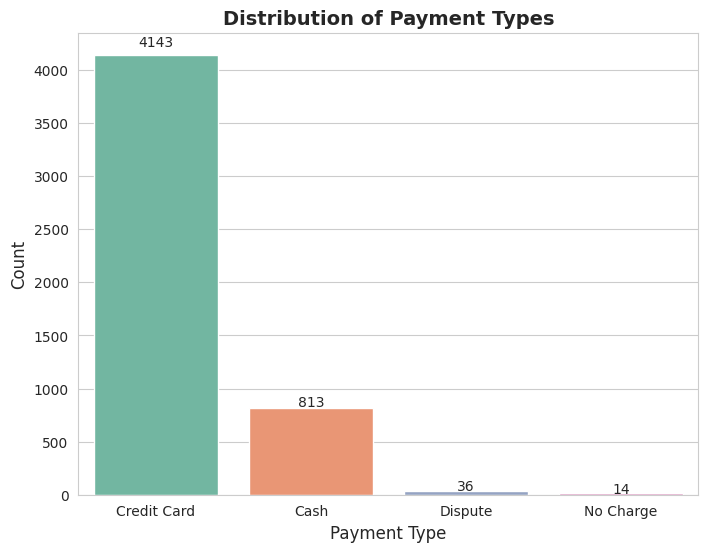 Distribution of Payment Types
4143
4000
3500
3000
2500
2000
1500
1000
500
0
Count
813
36
14
Credit Card
Cash
Dispute
No Charge
Payment Type